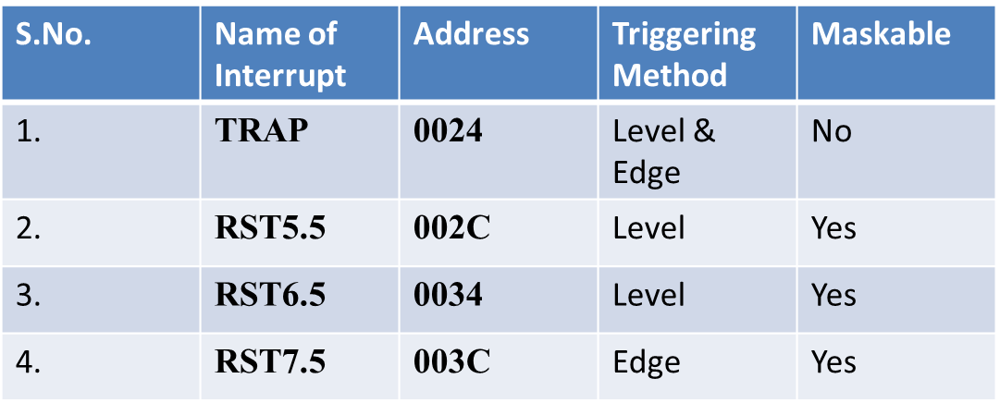 S.No. Name of Interrupt Address Triggering Method Maskable
1. TRAP 0024 Level & Edge No
2. RST5.5 002C Level Yes
3. RST6.5 0034 Level Yes
4. RST7.5 003C Edge Yes